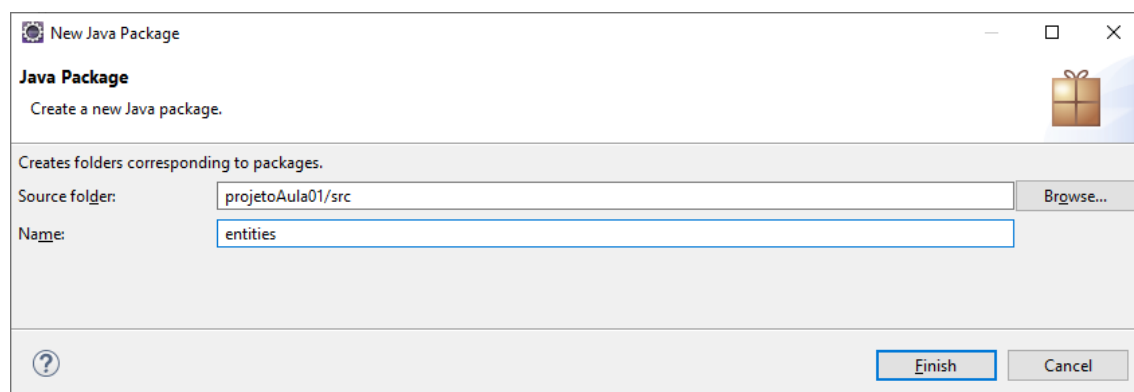 New Java Package
Java Package
Create a new Java package.
Creates folders corresponding to packages.
Source folder: projetoAula01/src Browse...
Name: entities
? Finish Cancel